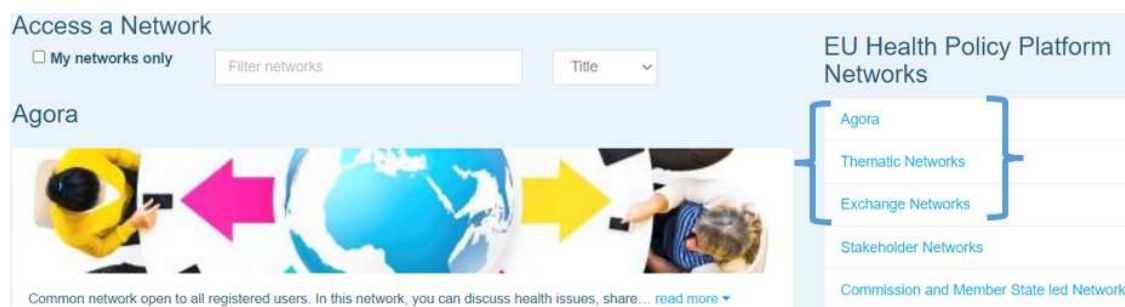 Access a Network
My networks only
Filter networks
Title
Agora
Common network open to all registered users. In this network, you can discuss health issues, share… read more
EU Health Policy Platform
Networks
Agora
Thematic Networks
Exchange Networks
Stakeholder Networks
Commission and Member State led Network